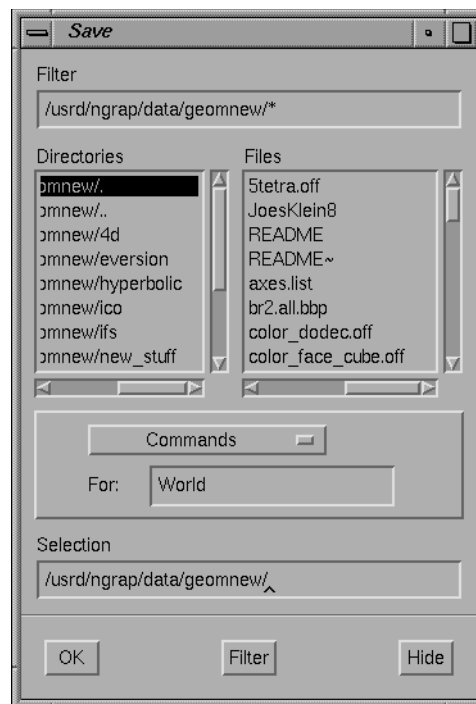 Save
Filter
/usrd/ngrap/data/geomnew/*
Directories
omnew/.
omnew/..
omnew/4d
omnew/eversion
omnew/hyperbolic
omnew/ico
omnew/ifs
omnew/new_stuff
Files
5tetra.off
JoesKlein8
README
README~
axes.list
br2.all.bbp
color_dodec.off
color_face_cube.off
Commands
For: World
Selection
/usrd/ngrap/data/geomnew/
OK Filter Hide